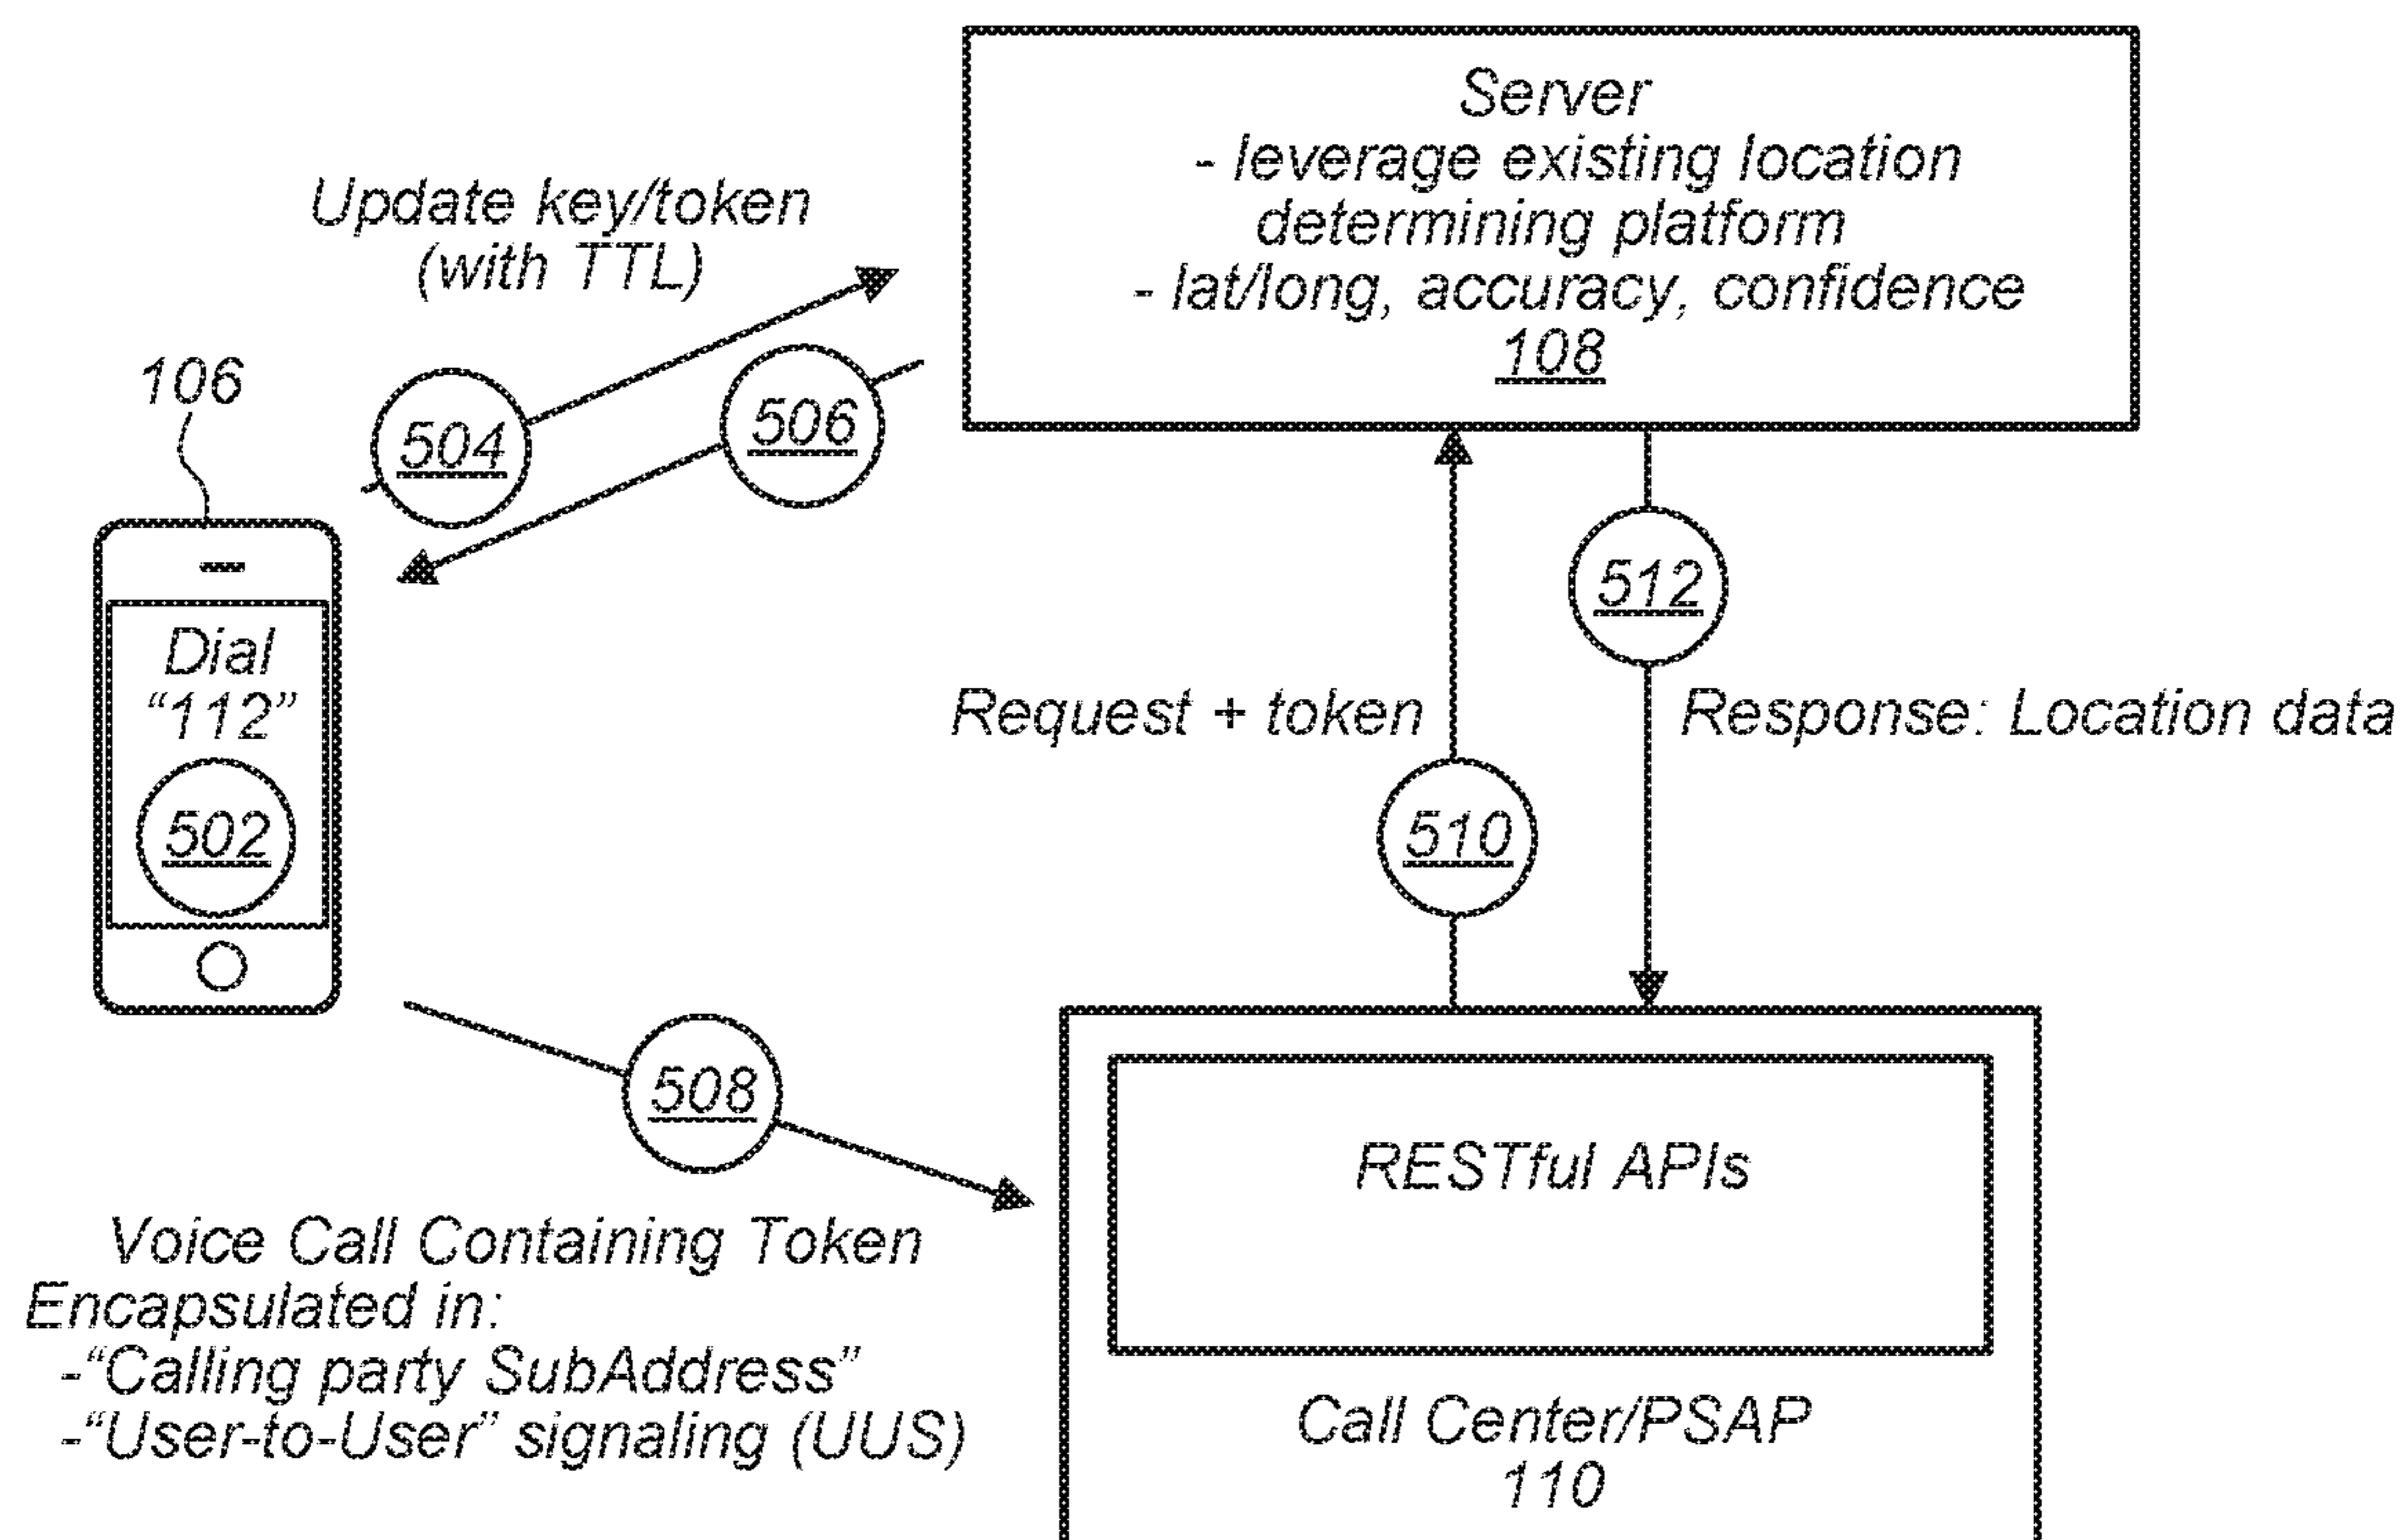 Server
- leverage existing location
determining platform
- lat/long, accuracy, confidence
108
Update key/token
(with TTL)
106
504
506
Dial
“112”
502
512
Request + token
Response: Location data
510
508
RESTful APIs
Voice Call Containing Token
Encapsulated in:
-“Calling party SubAddress”
-“User-to-User” signaling (UUS)
Call Center/PSAP
110